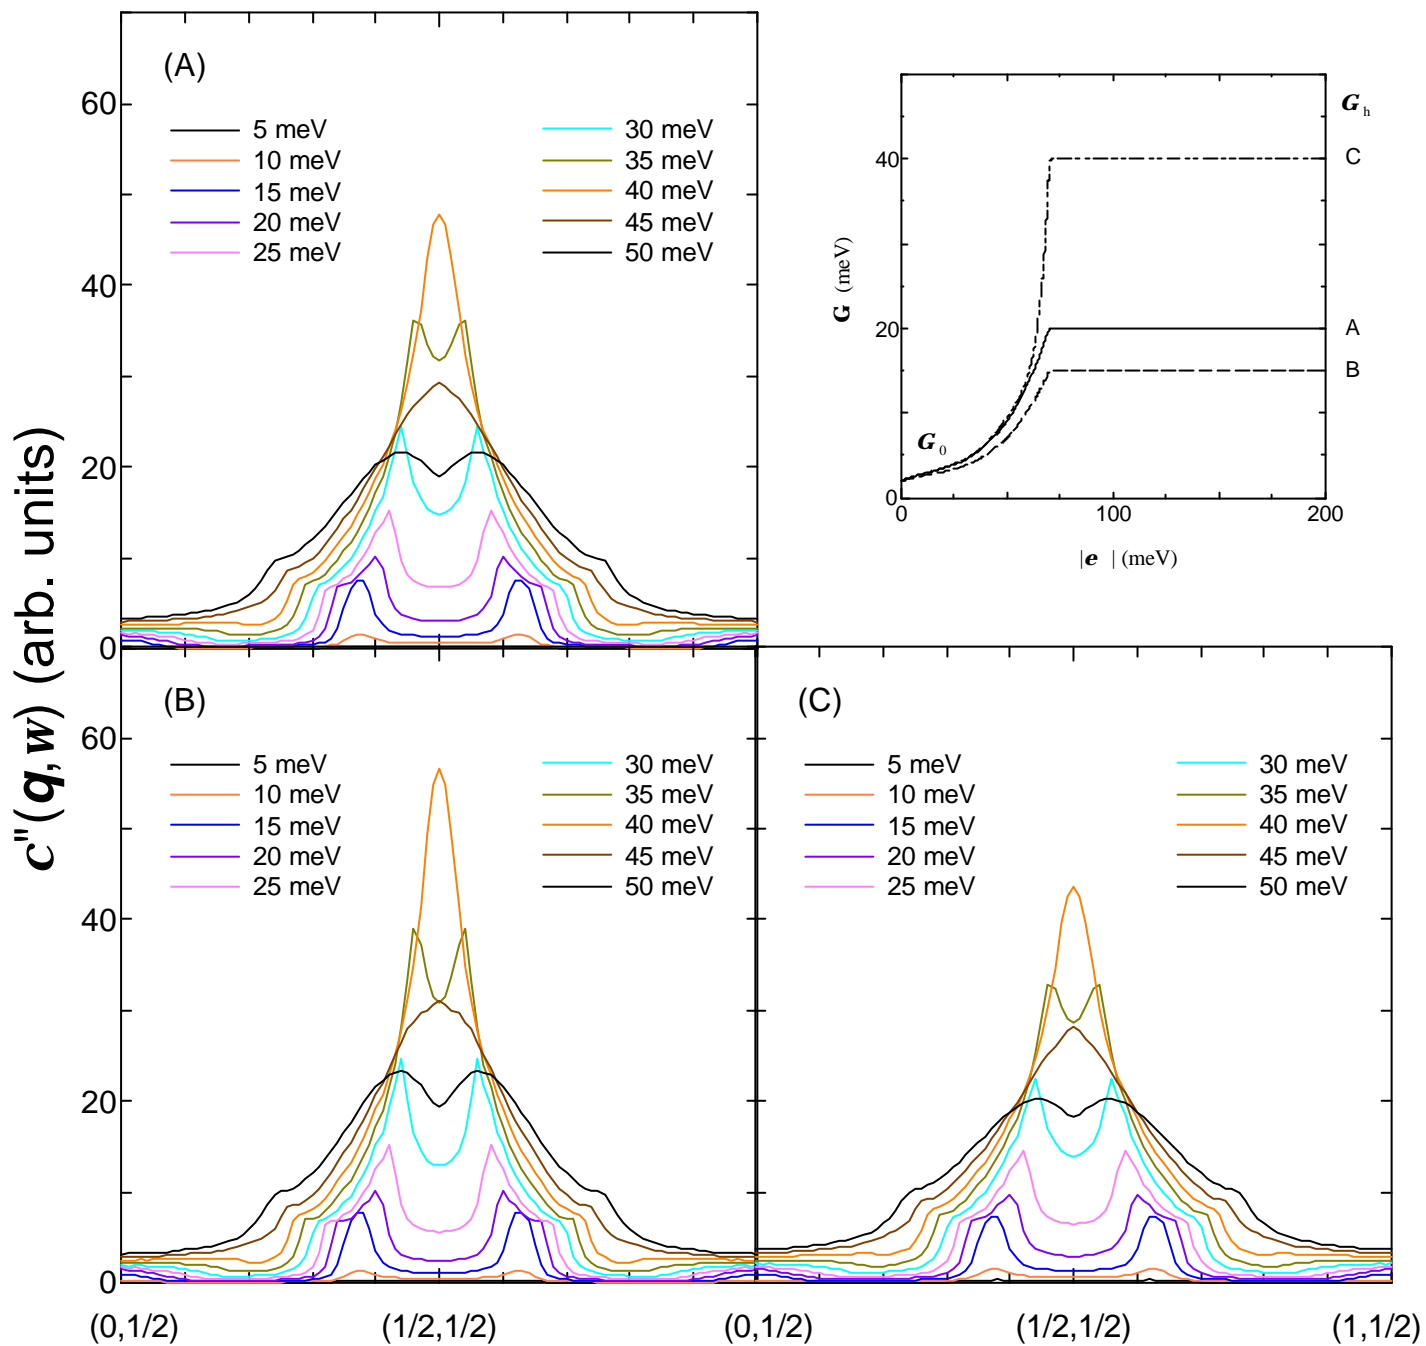 (A)
60
40
20
0
5 meV
10 meV
15 meV
20 meV
25 meV
30 meV
35 meV
40 meV
45 meV
50 meV
G h
C
A
B
40
20
0
G 0
G (meV)
0 100 200
|e | (meV)
c"(q,w) (arb. units)
(B)
60
40
20
0
5 meV
10 meV
15 meV
20 meV
25 meV
30 meV
35 meV
40 meV
45 meV
50 meV
(C)
5 meV
10 meV
15 meV
20 meV
25 meV
30 meV
35 meV
40 meV
45 meV
50 meV
(0,1/2) (1/2,1/2) (0,1/2) (1/2,1/2) (1,1/2)